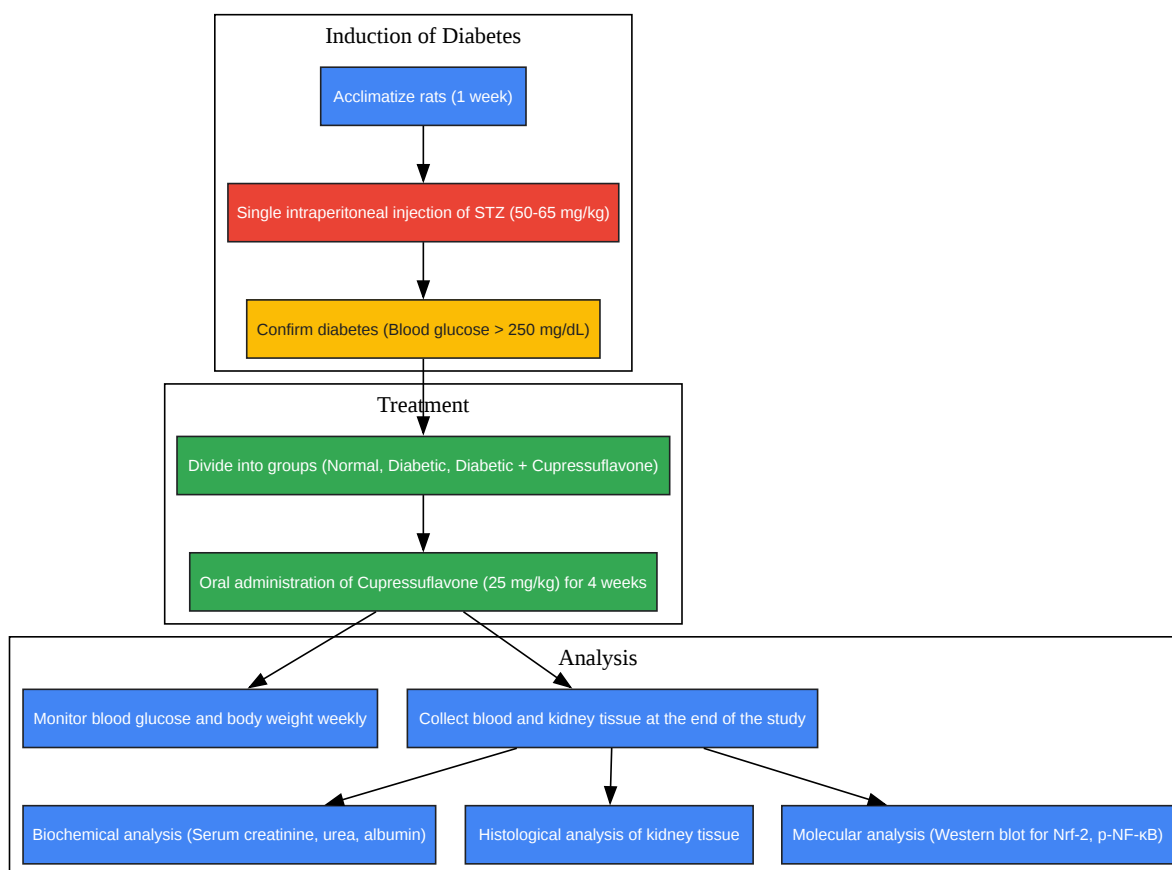 Induction of Diabetes
Acclimatize rats (1 week)
Single intraperitoneal injection of STZ (50-65 mg/kg)
Confirm diabetes (Blood glucose > 250 mg/dL)
Treatment
Divide into groups (Normal, Diabetic, Diabetic + Cupressuflavone)
Oral administration of Cupressuflavone (25 mg/kg) for 4 weeks
Analysis
Monitor blood glucose and body weight weekly
Collect blood and kidney tissue at the end of the study
Biochemical analysis (Serum creatinine, urea, albumin)
Histological analysis of kidney tissue
Molecular analysis (Western blot for Nrf-2, p-NF-κB)